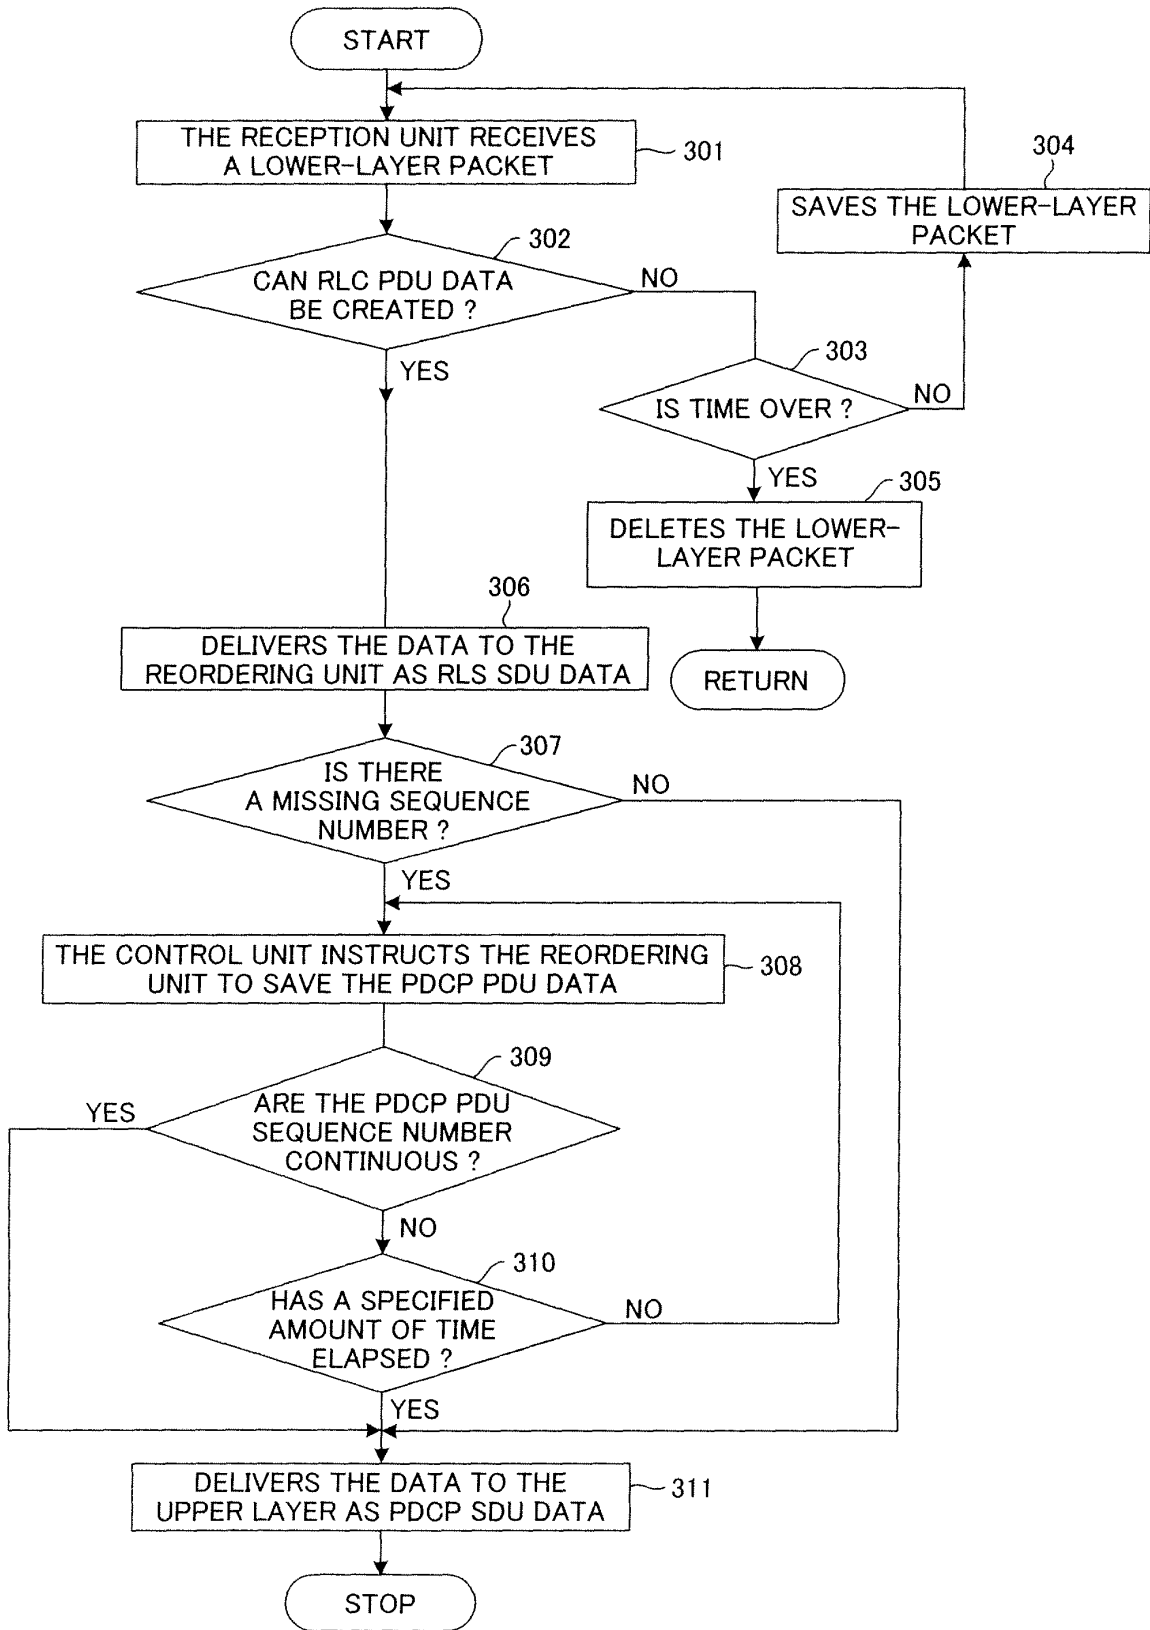 START
THE RECEPTION UNIT RECEIVES
A LOWER-LAYER PACKET
301
304
SAVES THE LOWER-LAYER
PACKET
302
CAN RLC PDU DATA
BE CREATED ?
NO
YES
303
IS TIME OVER ?
NO
YES
305
DELETES THE LOWER-
LAYER PACKET
RETURN
306
DELIVERS THE DATA TO THE
REORDERING UNIT AS RLS SDU DATA
307
IS THERE
A MISSING SEQUENCE
NUMBER ?
NO
YES
THE CONTROL UNIT INSTRUCTS THE REORDERING
UNIT TO SAVE THE PDCP PDU DATA
308
309
ARE THE PDCP PDU
SEQUENCE NUMBER
CONTINUOUS ?
YES
NO
310
HAS A SPECIFIED
AMOUNT OF TIME
ELAPSED ?
NO
YES
DELIVERS THE DATA TO THE
UPPER LAYER AS PDCP SDU DATA
311
STOP